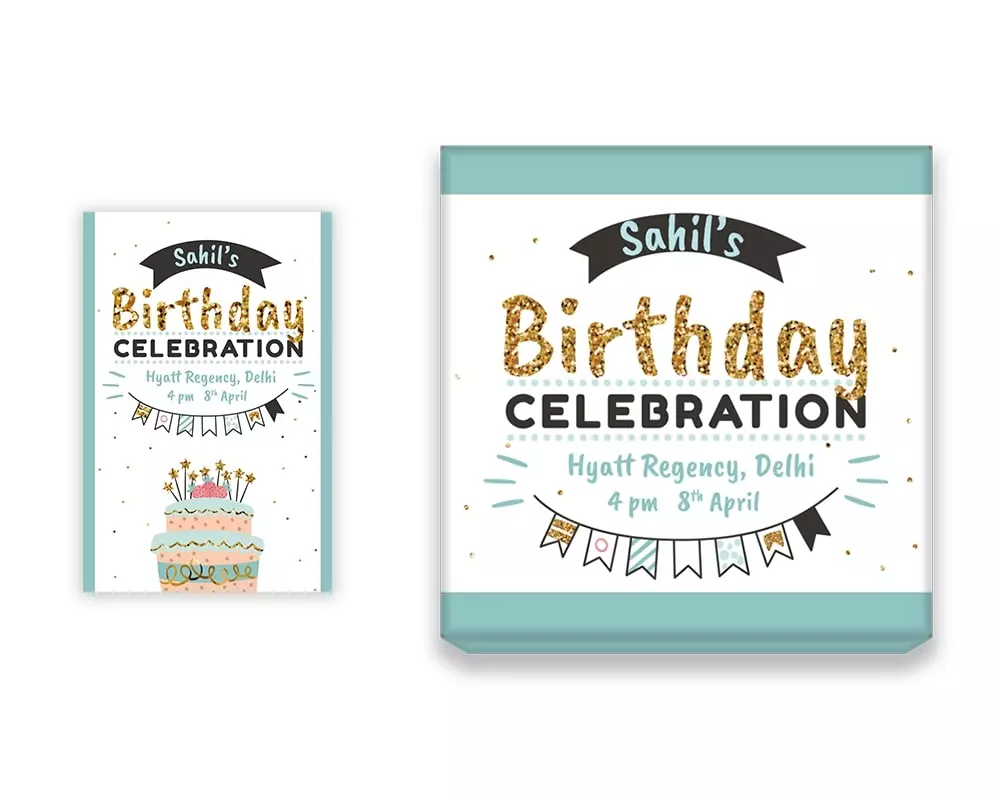 Sahil's
Birthday
CELEBRATION
Hyatt Regency, Delhi
4 pm 8th April
Sahil's
Birthday
CELEBRATION
Hyatt Regency, Delhi
4 pm 8th April